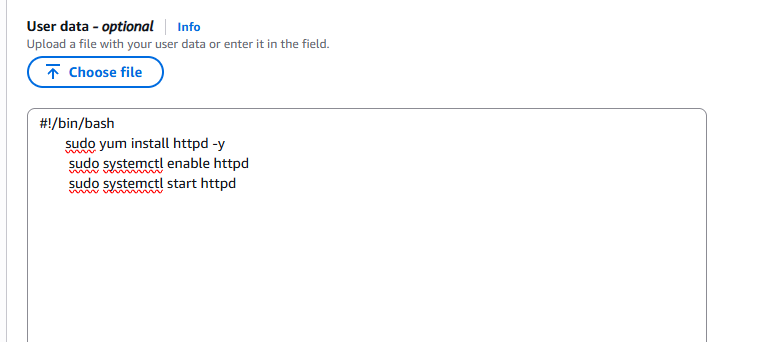 User data - optional Info
Upload a file with your user data or enter it in the field.
Choose file
#!/bin/bash
sudo yum install httpd -y
sudo systemctl enable httpd
sudo systemctl start httpd